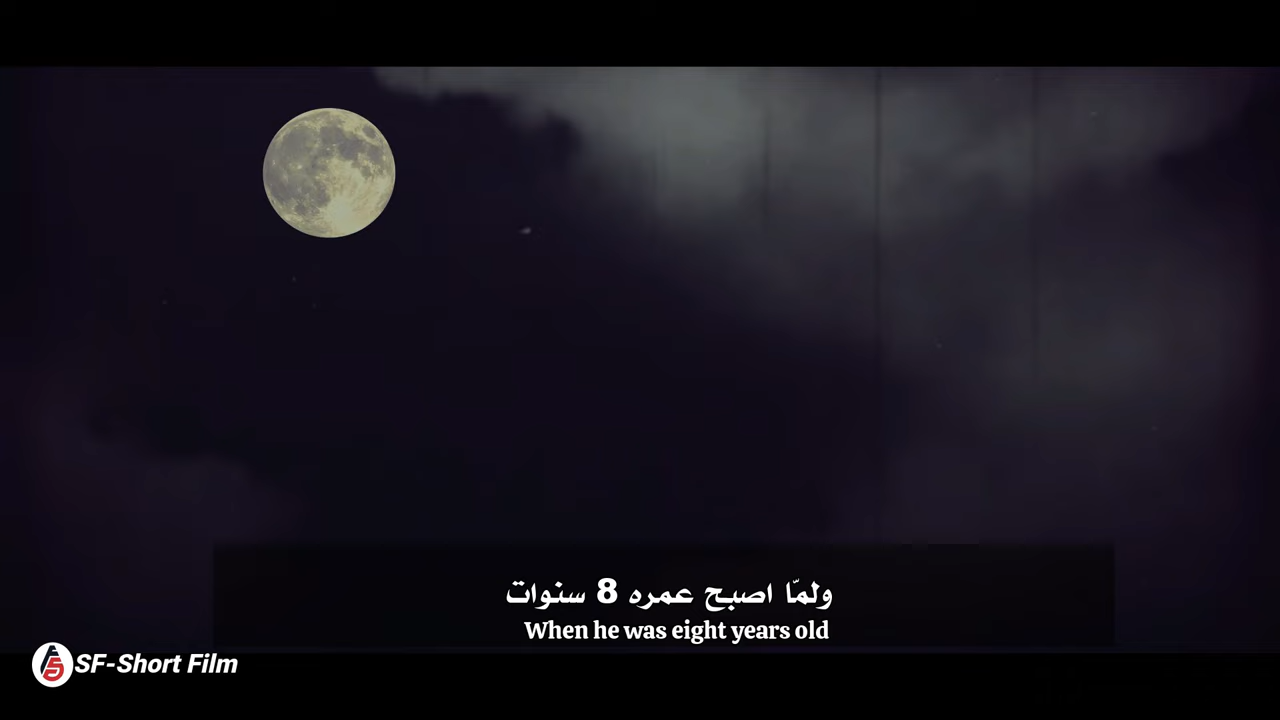 ولمّا اصبح عمره 8 سنوات
When he was eight years old
SF-Short Film